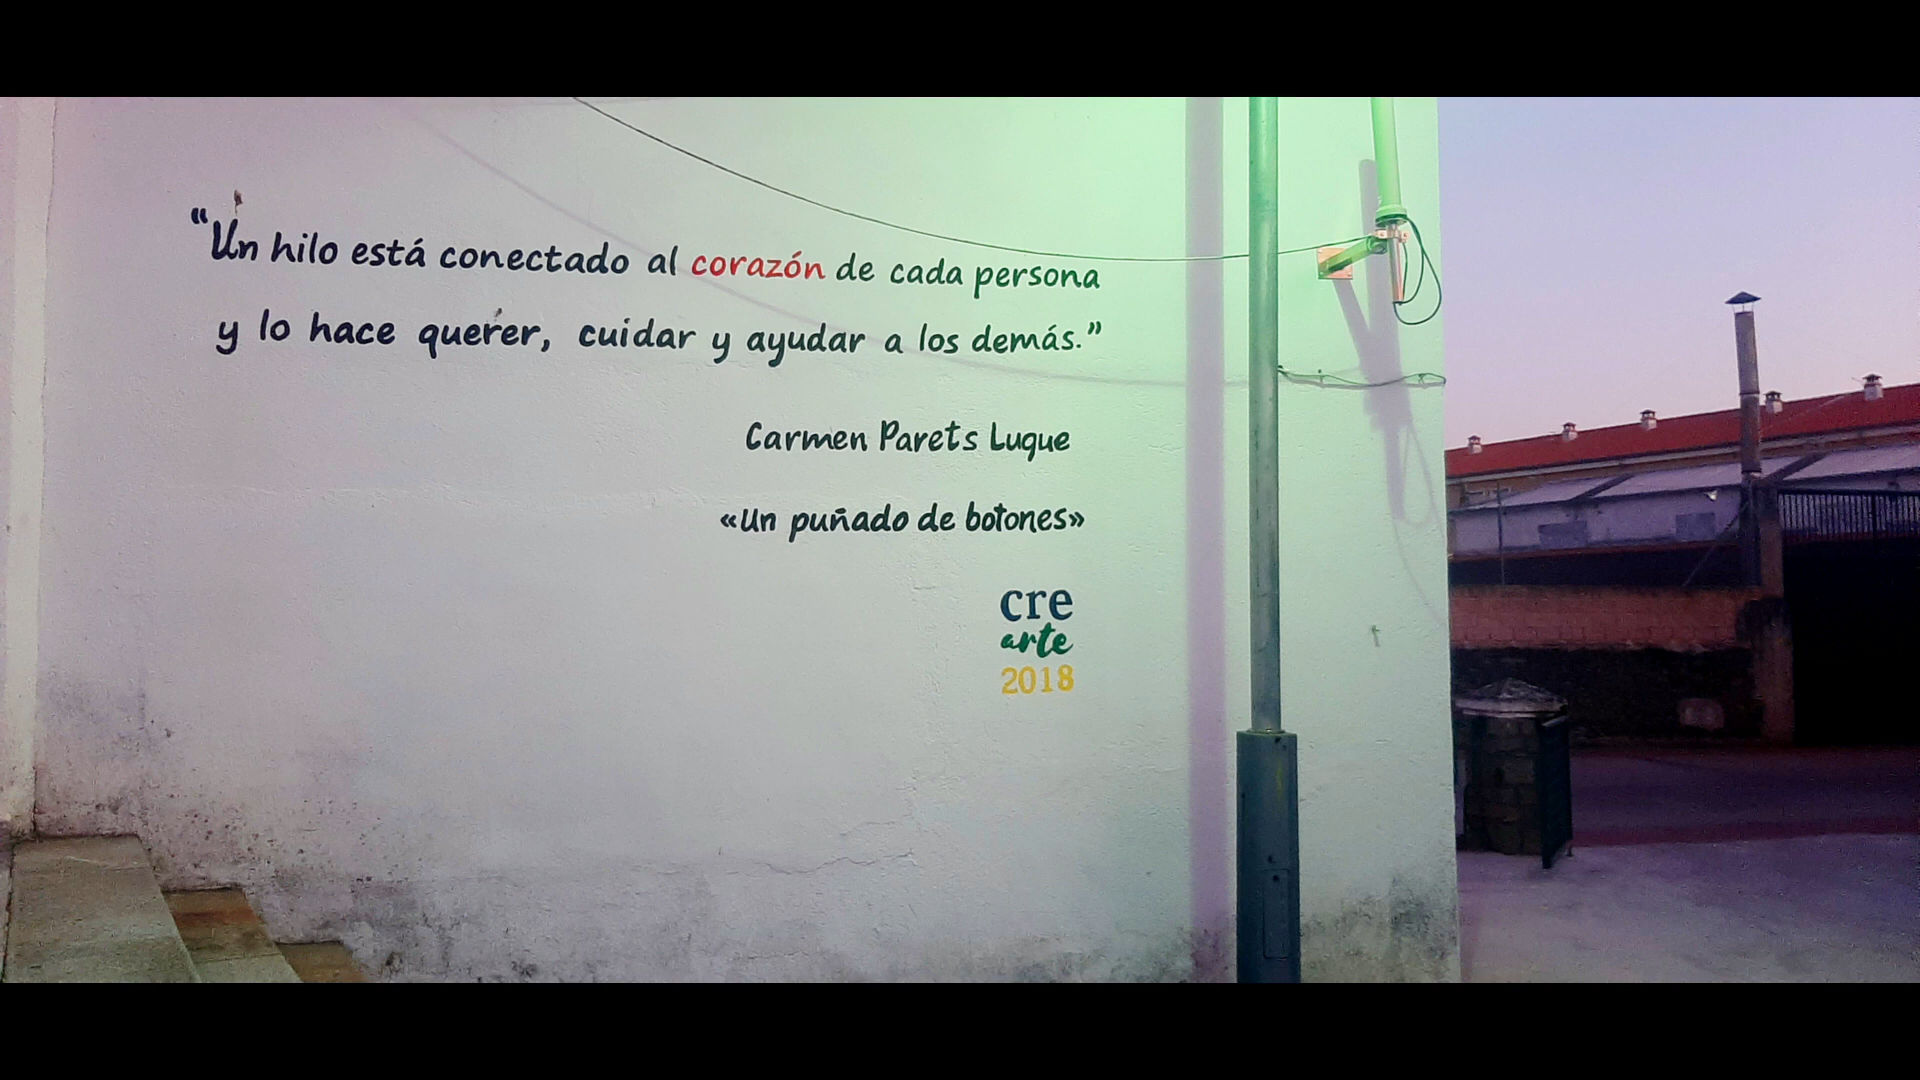 “Un hilo está conectado al corazón de cada persona
y lo hace querer, cuidar y ayudar a los demás.”
Carmen Parets Luque
«Un puñado de botones»
cre
arte
2018